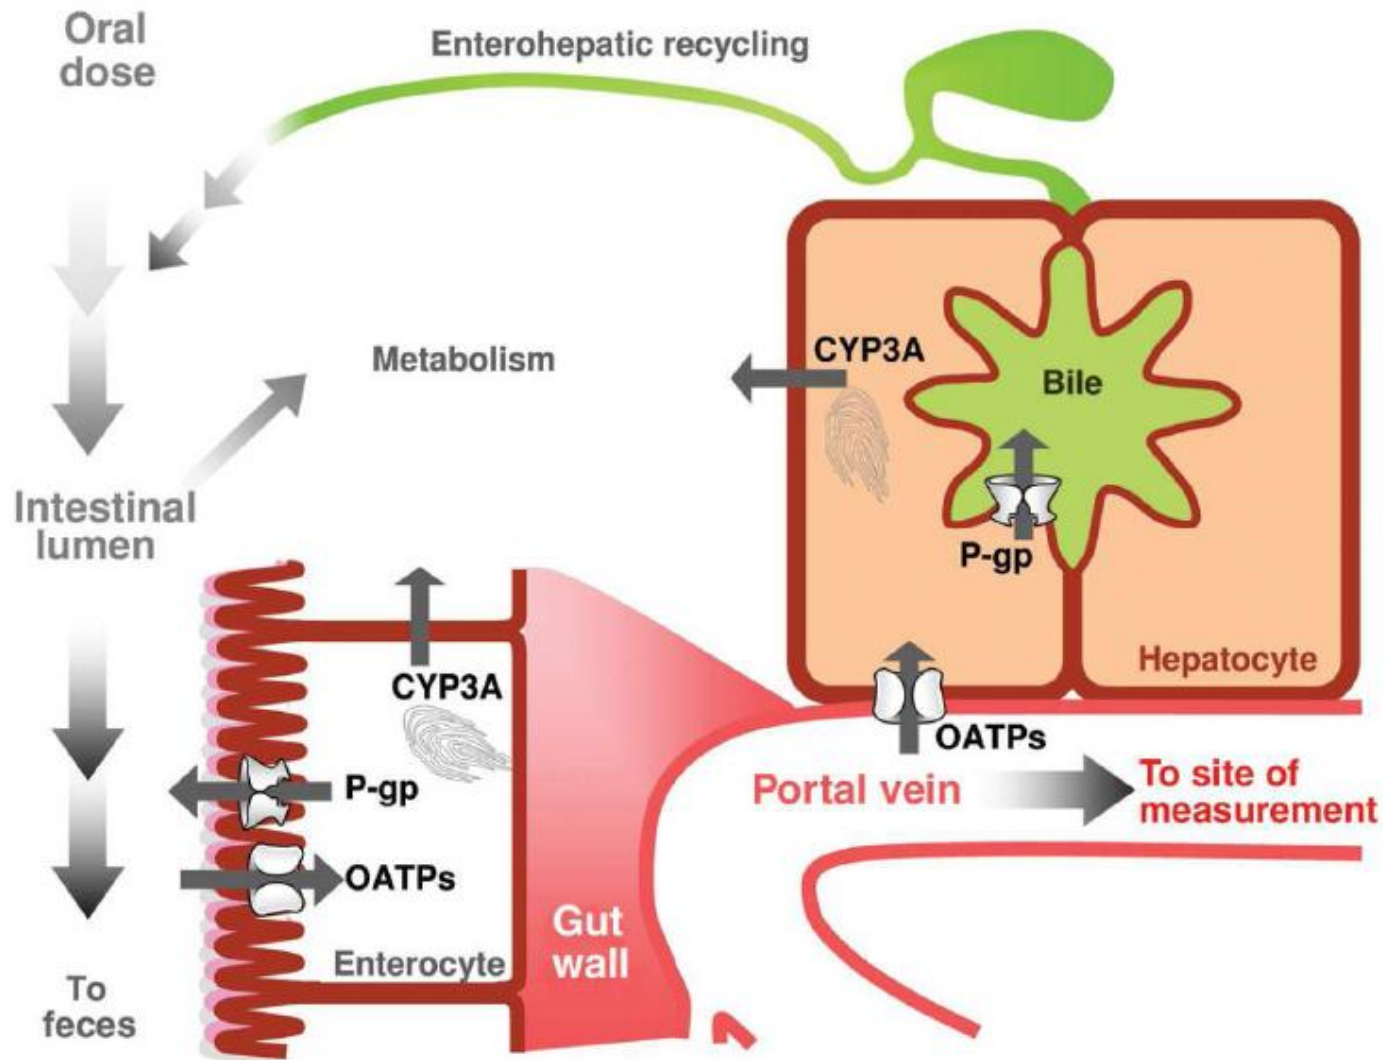 Oral
dose
Enterohepatic recycling
Metabolism
CYP3A
Bile
P-gp
Hepatocyte
Intestinal
lumen
CYP3A
P-gp
OATPs
Enterocyte
Gut
wall
OATPs
Portal vein
To site of
measurement
To
feces